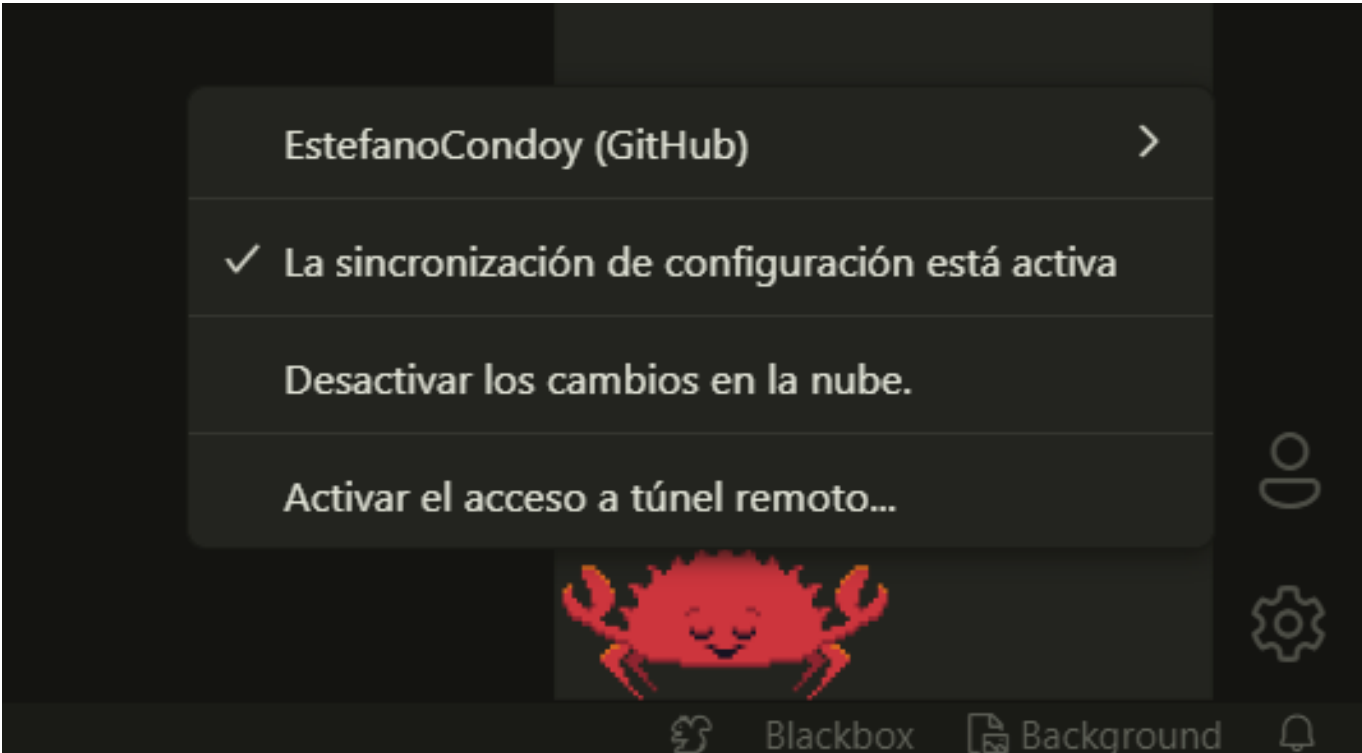 EstefanoCondoy (GitHub)
La sincronización de configuración está activa
Desactivar los cambios en la nube.
Activar el acceso a túnel remoto...
Blackbox Background